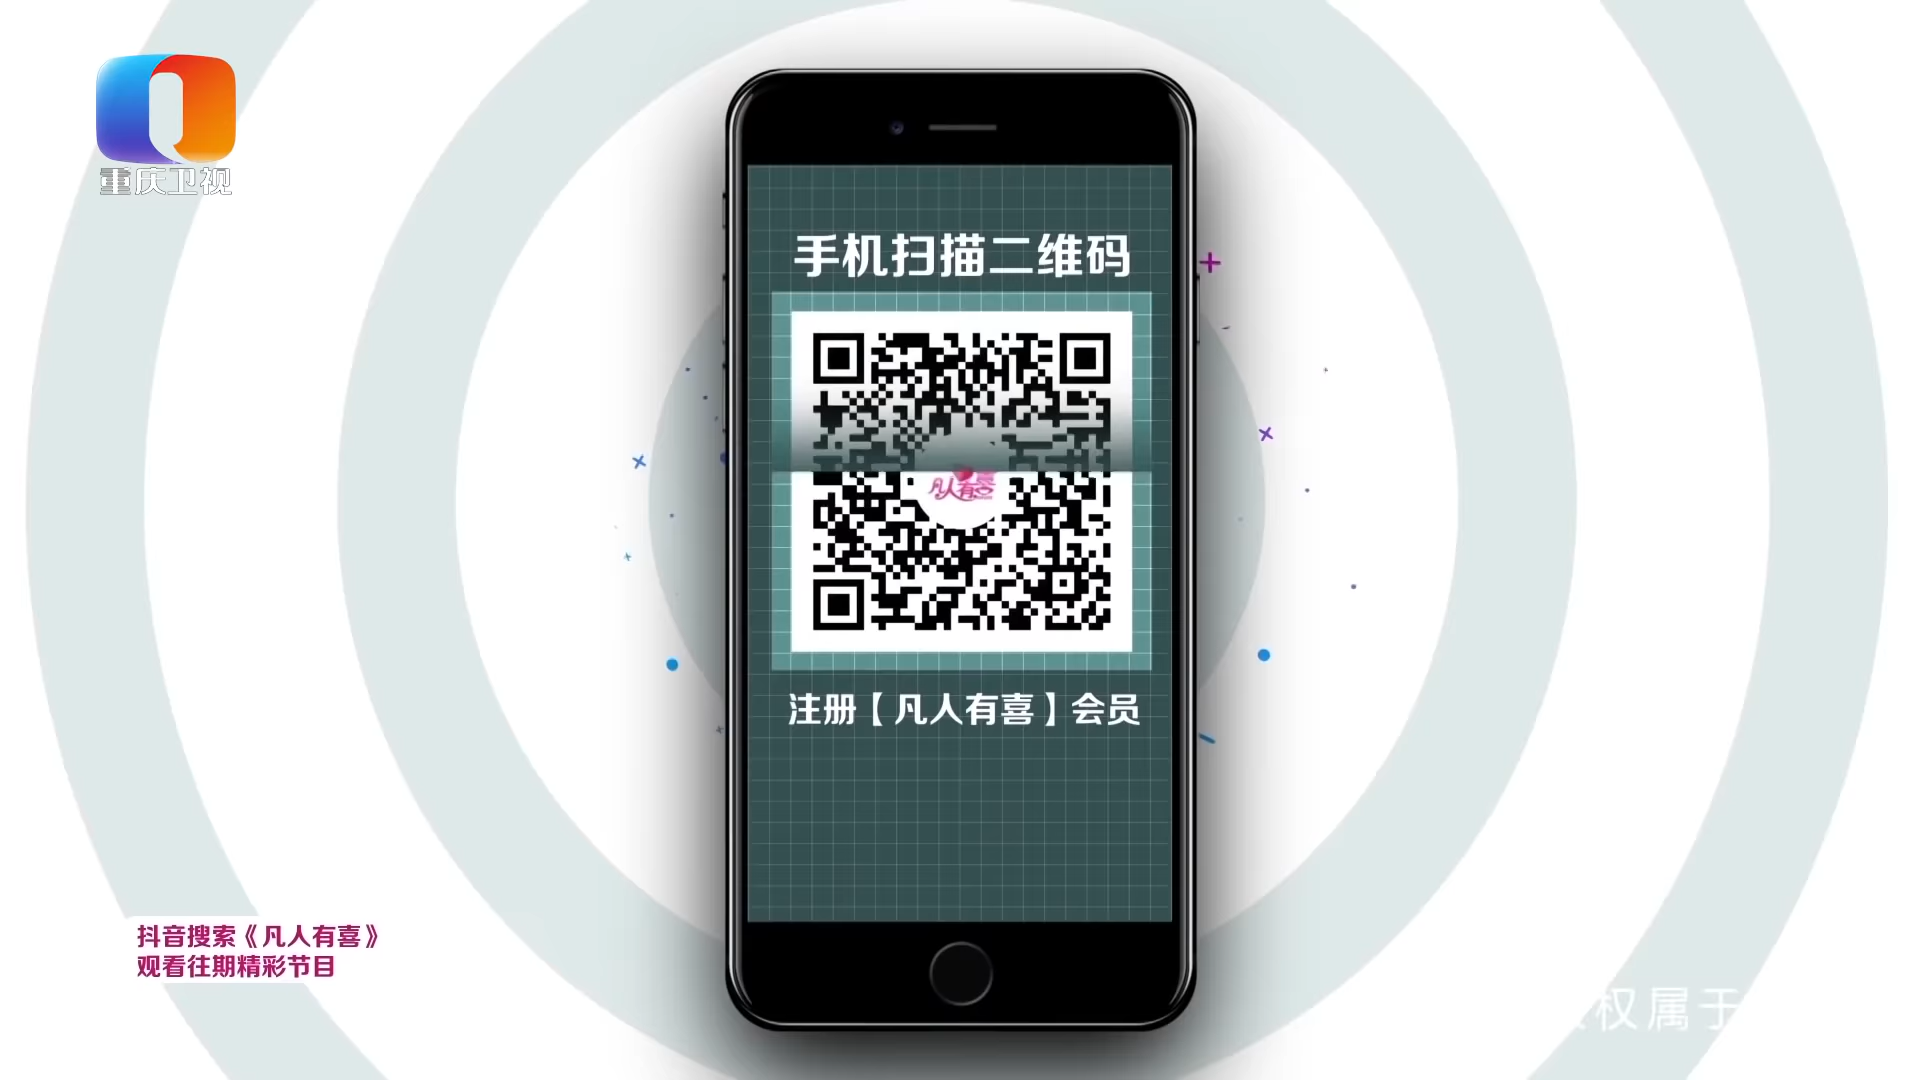 重庆卫视
手机扫描二维码
凡人有喜
注册【凡人有喜】会员
抖音搜索《凡人有喜》
观看往期精彩节目
权属于